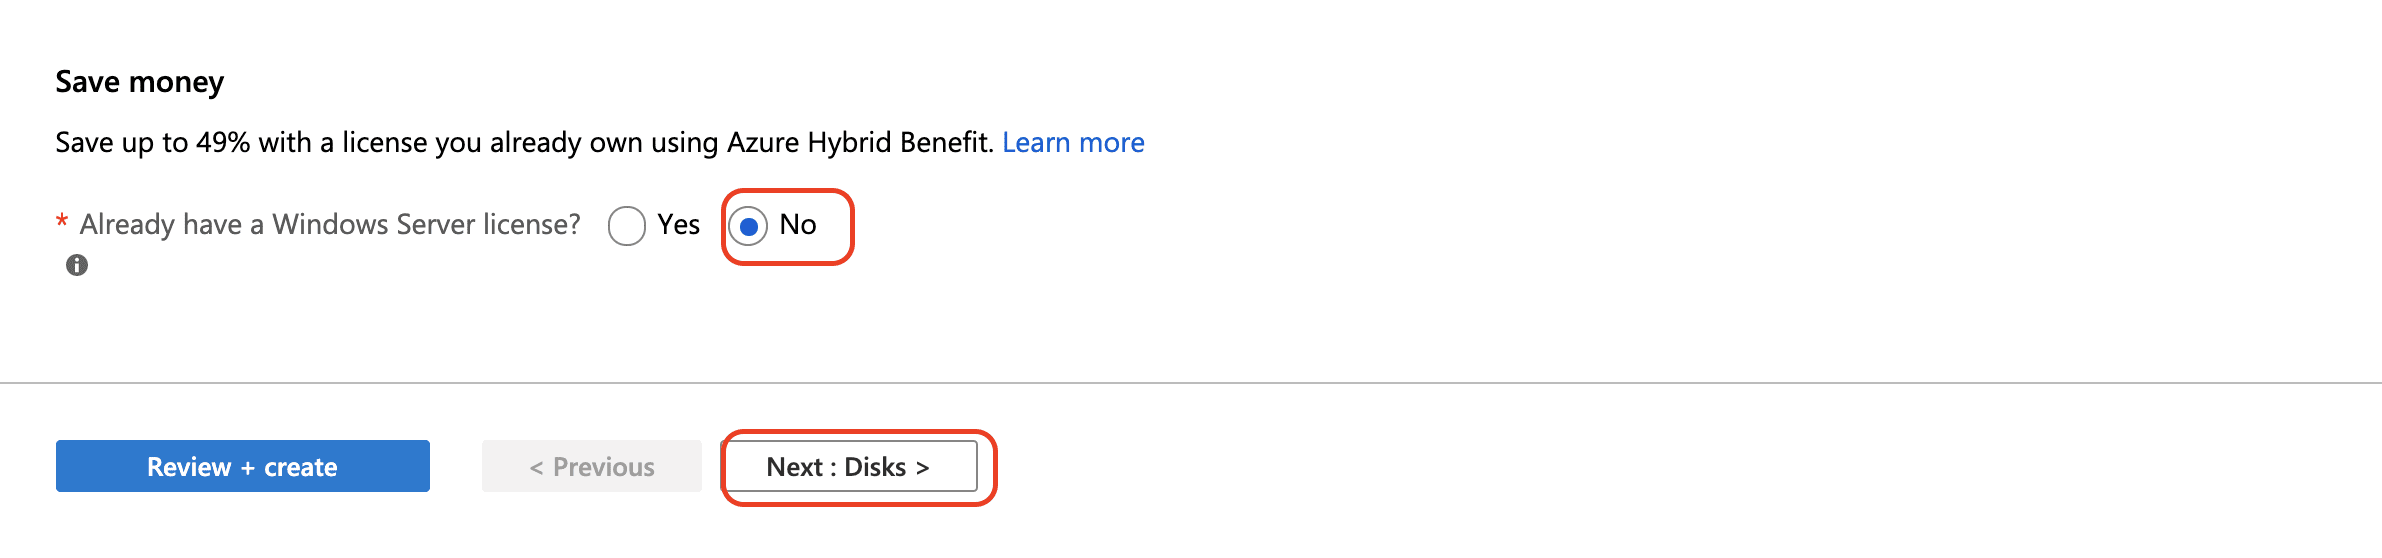 Save money
Save up to 49% with a license you already own using Azure Hybrid Benefit. Learn more
* Already have a Windows Server license? Yes No
Review + create < Previous Next : Disks >